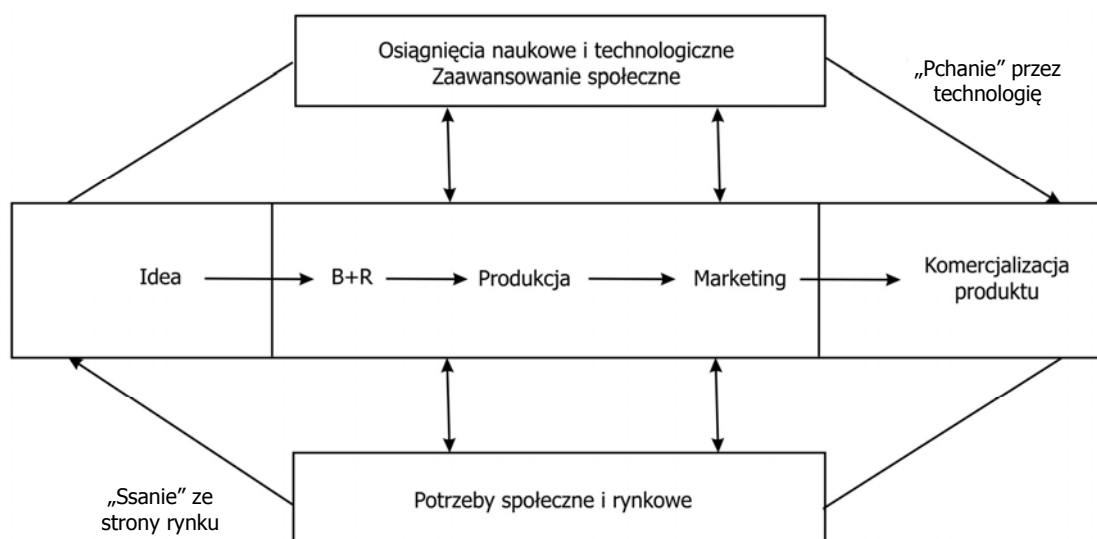 Osiągnięcia naukowe i technologiczne
Zaawansowanie społeczne
„Pchanie” przez
technologię
Idea
B+R
Produkcja
Marketing
Komercjalizacja
produktu
„Ssanie” ze
strony rynku
Potrzeby społeczne i rynkowe